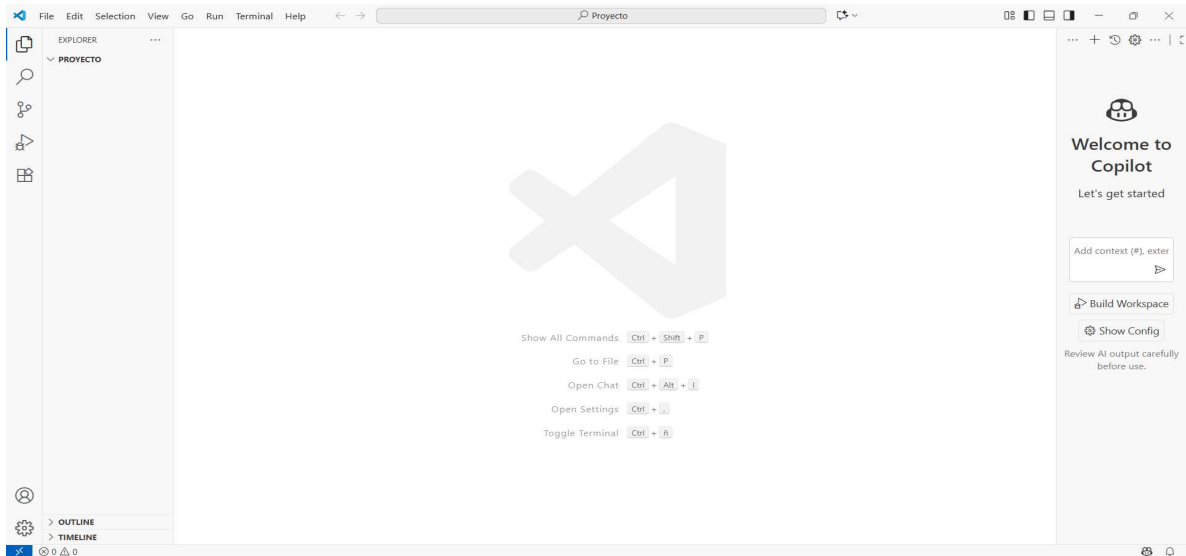 File Edit Selection View Go Run Terminal Help
Proyecto
EXPLORER
PROYECTO
Welcome to
Copilot
Let's get started
Add context (#), exter
Build Workspace
Show Config
Review AI output carefully
before use.
Show All Commands Ctrl + Shift + P
Go to File Ctrl + P
Open Chat Ctrl + Alt + I
Open Settings Ctrl + ,
Toggle Terminal Ctrl + ñ
OUTLINE
TIMELINE
0 0